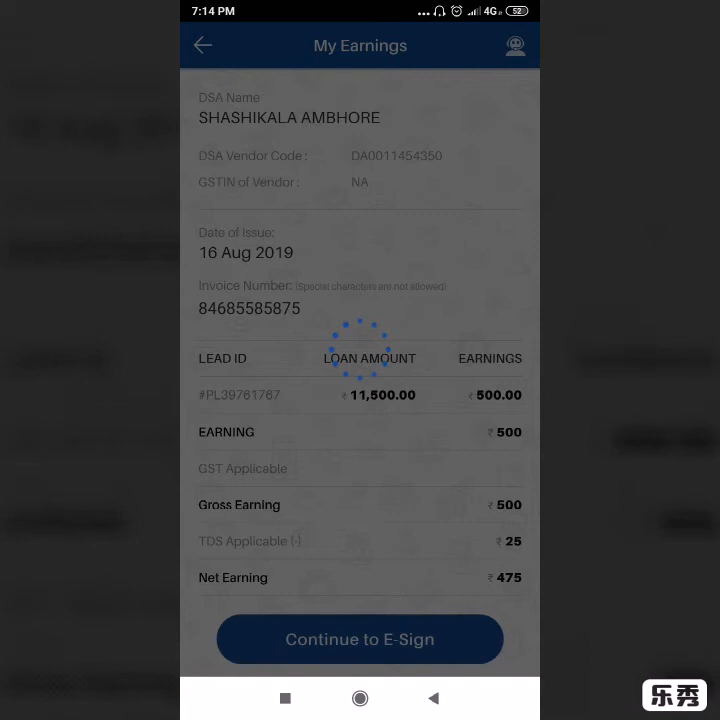 7:14 PM
4G
52
My Earnings
DSA Name
SHASHIKALA AMBHORE
DSA Vendor Code : DA0011454350
GSTIN of Vendor : NA
Date of Issue:
16 Aug 2019
Invoice Number: (Special characters are not allowed)
84685585875
LEAD ID LOAN AMOUNT EARNINGS
#PL39761767 ₹ 11,500.00 ₹ 500.00
EARNING ₹ 500
GST Applicable
Gross Earning ₹ 500
TDS Applicable (-) ₹ 25
Net Earning ₹ 475
Continue to E-Sign
乐秀